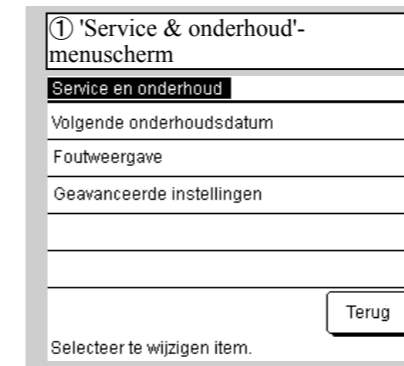 ① 'Service & onderhoud'-
menuscherm
Service en onderhoud
Volgende onderhoudsdatum
Foutweergave
Geavanceerde instellingen
Terug
Selecteer te wijzigen item.